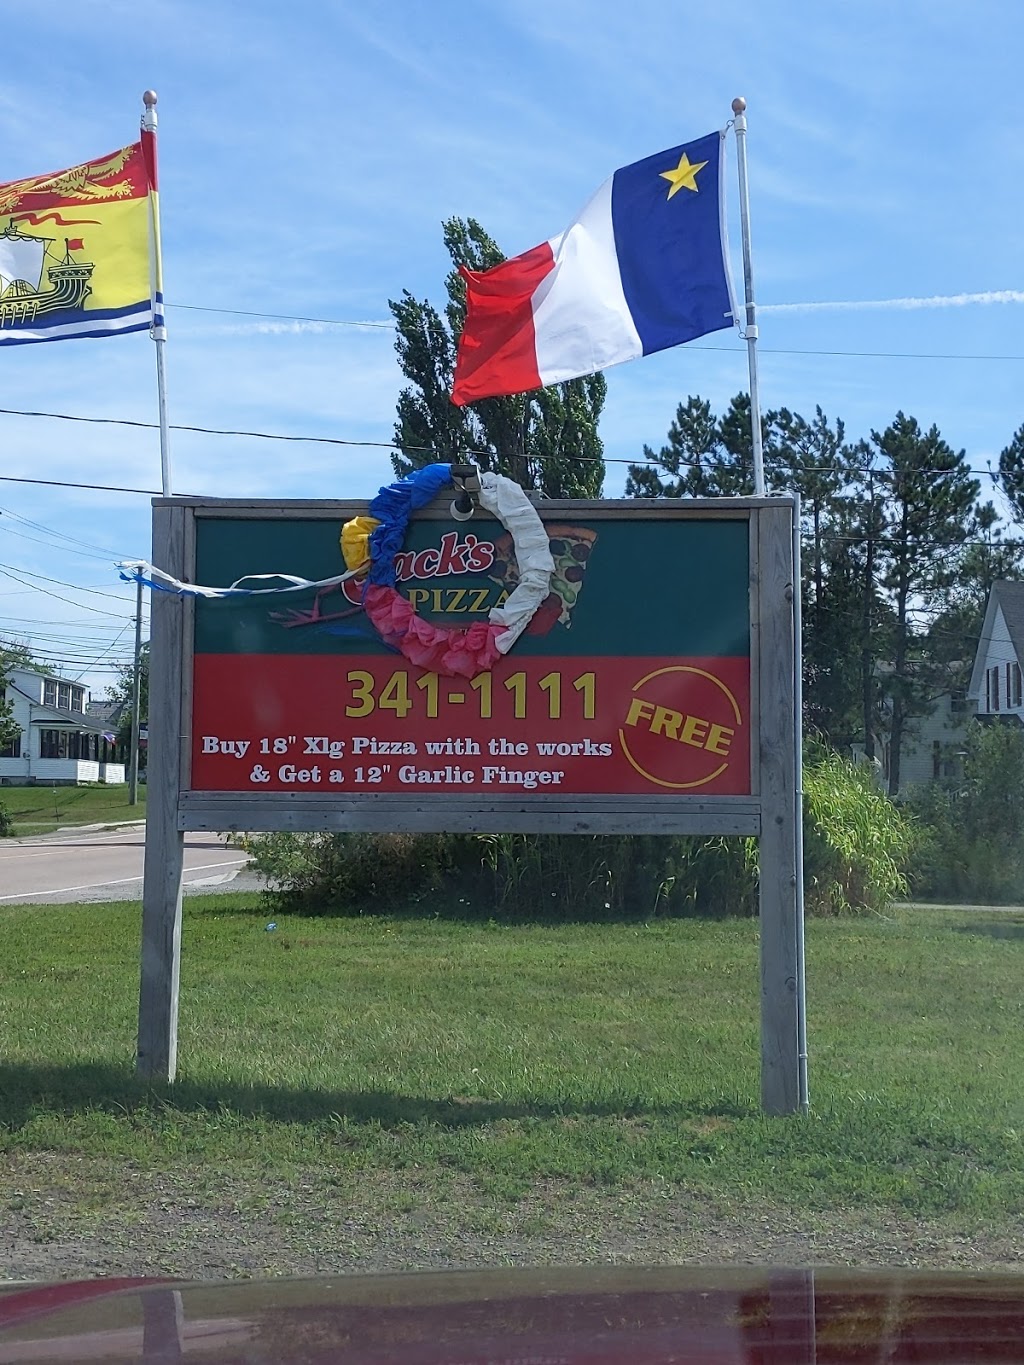 ack's
PIZZA
341-1111
FREE
Buy 18" Xlg Pizza with the works
& Get a 12" Garlic Finger